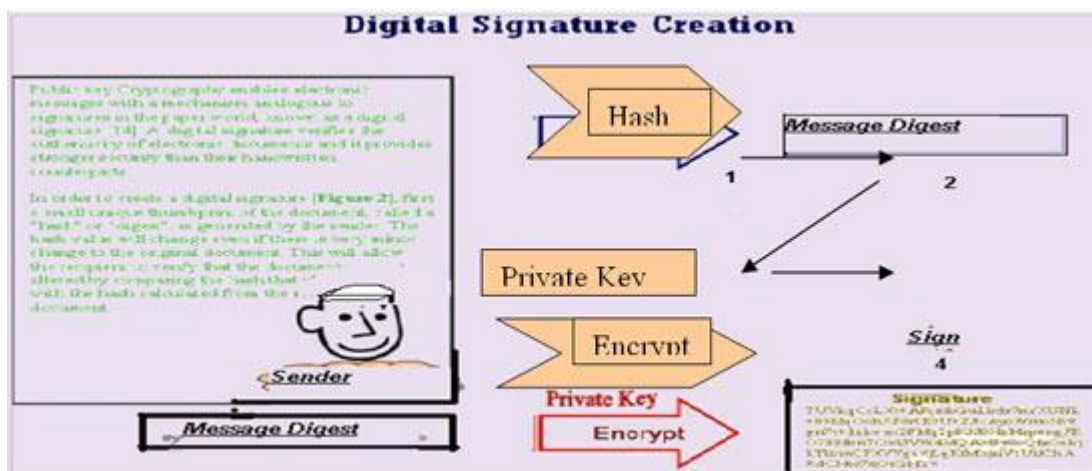 Digital Signature Creation
Public Key Cryptography enables electronic
messages with a mechanism analogous to
signatures in the paper world, known as a digital
signature [14]. A digital signature verifies the
authenticity of electronic documents and it provides
stronger security than their handwritten
counterparts.
In order to create a digital signature [Figure 2], first
a small unique thumbprint of the document, called a
"hash" or "digest", is generated by the sender. The
hash value will change even if there is very minor
change to the original document. This will allow
the recipient to verify that the document
altered by comparing the hash that
with the hash calculated from the
document.
Sender
Message Digest
Hash
Message Digest
1
2
Private Key
Encrypt
Sign
4
Private Key
Encrypt
Signature